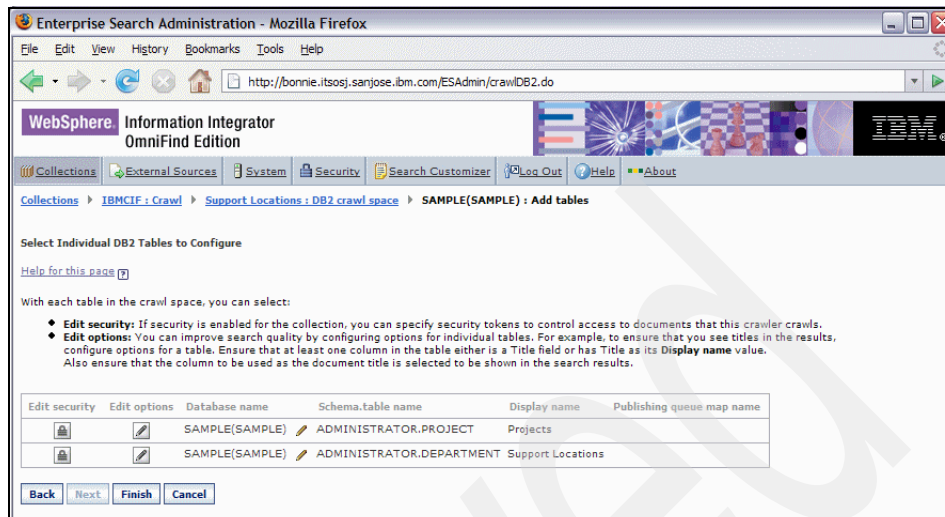 Enterprise Search Administration - Mozilla Firefox
File Edit View History Bookmarks Tools Help
http://bonnie.itsosj.sanjose.ibm.com/ESAdmin/crawlDB2.do
WebSphere. Information Integrator
OmniFind Edition
IBM®
Collections External Sources System Security Search Customizer Log Out Help About
Collections IBMCIF : Crawl Support Locations : DB2 crawl space SAMPLE(SAMPLE) : Add tables
Select Individual DB2 Tables to Configure
Help for this page ?
With each table in the crawl space, you can select:
Edit security: If security is enabled for the collection, you can specify security tokens to control access to documents that this crawler crawls.
Edit options: You can improve search quality by configuring options for individual tables. For example, to ensure that you see titles in the results,
configure options for a table. Ensure that at least one column in the table either is a Title field or has Title as its Display name value.
Also ensure that the column to be used as the document title is selected to be shown in the search results.
Edit security Edit options Database name Schema.table name Display name Publishing queue map name
SAMPLE(SAMPLE) ADMINISTRATOR.PROJECT Projects
SAMPLE(SAMPLE) ADMINISTRATOR.DEPARTMENT Support Locations
Back Next Finish Cancel